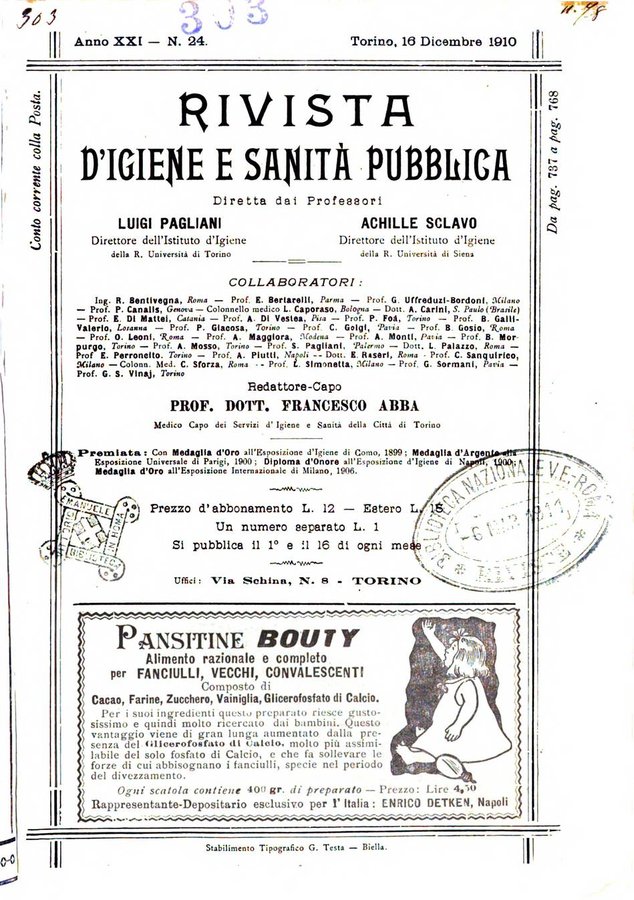 303
303
n. 48
Anno XXI — N. 24.
Torino, 16 Dicembre 1910
Conto corrente colla Posta.
Da pag. 737 a pag. 768
RIVISTA
D'IGIENE E SANITÀ PUBBLICA
Diretta dai Professori
LUIGI PAGLIANI
Direttore dell'Istituto d'Igiene
della R. Università di Torino
ACHILLE SCLAVO
Direttore dell'Istituto d'Igiene
della R. Università di Siena
COLLABORATORI:
Ing. R. Bentivegna, Roma — Prof. E. Bertarelli, Parma — Prof. G. Uffreduzi-Bordoni, Milano
— Prof. P. Canalis, Genova — Colonnello medico L. Caporaso, Bologna — Dott. A. Carini, S. Paulo (Brasile)
— Prof. E. Di Mattei, Catania — Prof. A. Di Vestea, Pisa — Prof. P. Foà, Torino — Prof. B. Galli-
Valerio, Losanna — Prof. P. Giacosa, Torino — Prof. C. Golgi, Pavia — Prof. B. Gosio, Roma
— Prof. O. Leoni, Roma — Prof. A. Maggiora, Modena — Prof. A. Monti, Pavia — Prof. B. Mor-
purgo, Torino — Prof. A. Mosso, Torino — Prof. S. Pagliani, Palermo — Dott. L. Palazzo, Roma —
Prof E. Perroncito, Torino — Prof. A. Piutti, Napoli -- Dott. E. Raseri, Roma - Prof. C. Sanquirico,
Milano — Colonn. Med. C. Sforza, Roma -- Prof. L. Simonetta, Milano — Prof. G. Sormani, Pavia —
Prof. G. S. Vinaj, Torino
Redattore-Capo
PROF. DOTT. FRANCESCO ABBA
Medico Capo dei Servizi d'Igiene e Sanità della Città di Torino
Premiata: Con Medaglia d'Oro all'Esposizione d'Igiene di Como, 1899; Medaglia d'Argento alla
Esposizione Universale di Parigi, 1900; Diploma d'Onore all'Esposizione d'Igiene di Napoli, 1900;
Medaglia d'Oro all'Esposizione Internazionale di Milano, 1906.
Prezzo d'abbonamento L. 12 — Estero L. 15
Un numero separato L. 1
Si pubblica il 1° e il 16 di ogni mese
Uffici: Via Schina, N. 8 - TORINO
VITTORIO EMANUELE
IN ROMA
BIBLIOTECA
BIBLIOTECA NAZIONALE V.E. ROMA
PANSITINE BOUTY
Alimento razionale e completo
per FANCIULLI, VECCHI, CONVALESCENTI
Composto di
Cacao, Farine, Zucchero, Vainiglia, Glicerofosfato di Calcio.
Per i suoi ingredienti questo preparato riesce gusto-
sissimo e quindi molto ricercato dai bambini. Questo
vantaggio viene di gran lunga aumentato dalla pre-
senza del Glicerofosfato di Calcio, molto più assimi-
labile del solo fosfato di Calcio, e che fa sollevare le
forze di cui abbisognano i fanciulli, specie nel periodo
del divezzamento.
Ogni scatola contiene 400 gr. di preparato — Prezzo: Lire 4,50
Rappresentante-Depositario esclusivo per l'Italia: ENRICO DETKEN, Napoli
Stabilimento Tipografico G. Testa — Biella.